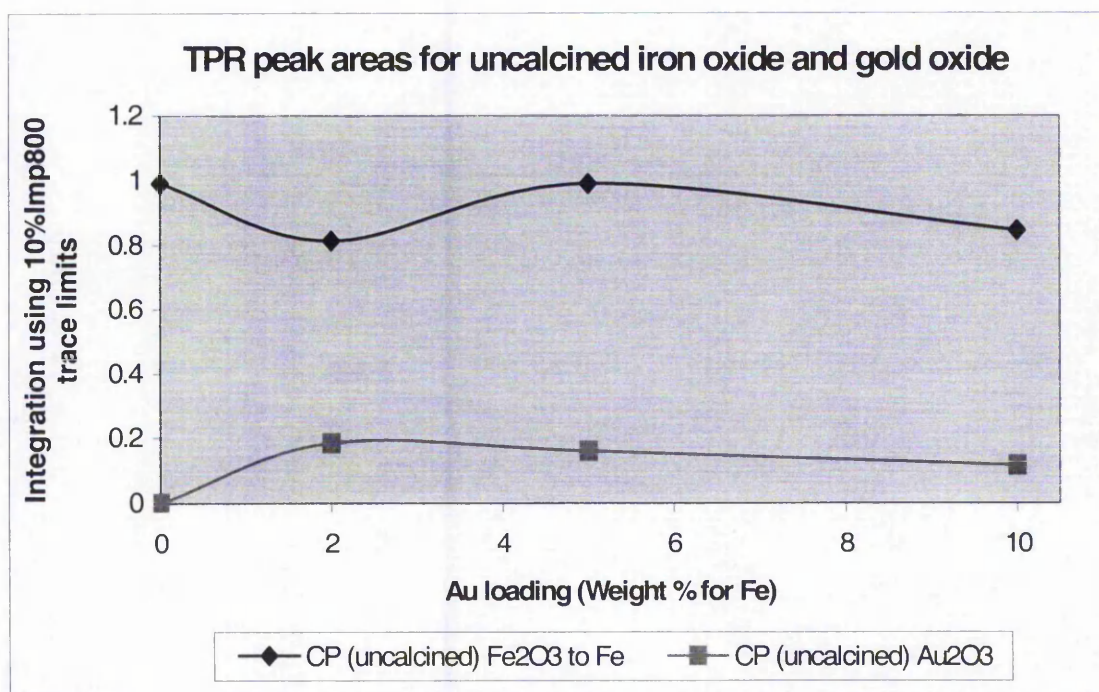 TPR peak areas for uncalcined iron oxide and gold oxide
Integration using 10%Imp800
trace limits
1.2
1
0.8
0.6
0.4
0.2
0
0 2 4 6 8 10
Au loading (Weight % for Fe)
CP (uncalcined) Fe2O3 to Fe CP (uncalcined) Au2O3